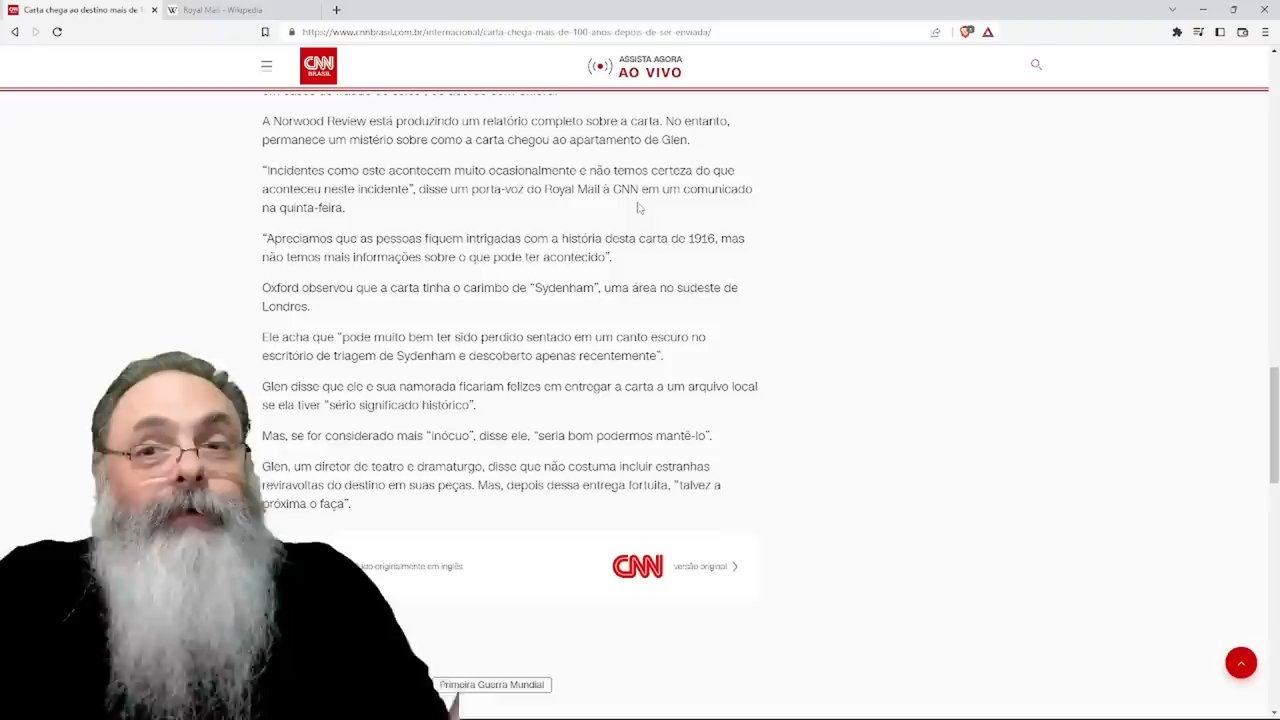 Carta chega ao destino mais de 1
Royal Mail - Wikipedia
https://www.cnnbrasil.com.br/internacional/carta-chega-mais-de-100-anos-depois-de-ser-enviada/
CNN
BRASIL
ASSISTA AGORA
AO VIVO
A Norwood Review está produzindo um relatório completo sobre a carta. No entanto,
permanece um mistério sobre como a carta chegou ao apartamento de Glen.
“Incidentes como este acontecem muito ocasionalmente e não temos certeza do que
aconteceu neste incidente”, disse um porta-voz do Royal Mail à CNN em um comunicado
na quinta-feira.
“Apreciamos que as pessoas fiquem intrigadas com a história desta carta de 1916, mas
não temos mais informações sobre o que pode ter acontecido”.
Oxford observou que a carta tinha o carimbo de “Sydenham”, uma área no sudeste de
Londres.
Ele acha que “pode muito bem ter sido perdido sentado em um canto escuro no
escritório de triagem de Sydenham e descoberto apenas recentemente”.
Glen disse que ele e sua namorada ficariam felizes em entregar a carta a um arquivo local
se ela tiver “sério significado histórico”.
Mas, se for considerado mais “inócuo”, disse ele, “seria bom podermos mantê-lo”.
Glen, um diretor de teatro e dramaturgo, disse que não costuma incluir estranhas
reviravoltas do destino em suas peças. Mas, depois dessa entrega fortuita, “talvez a
próxima o faça”.
originalmente em inglês.
CNN
versão original
Primeira Guerra Mundial